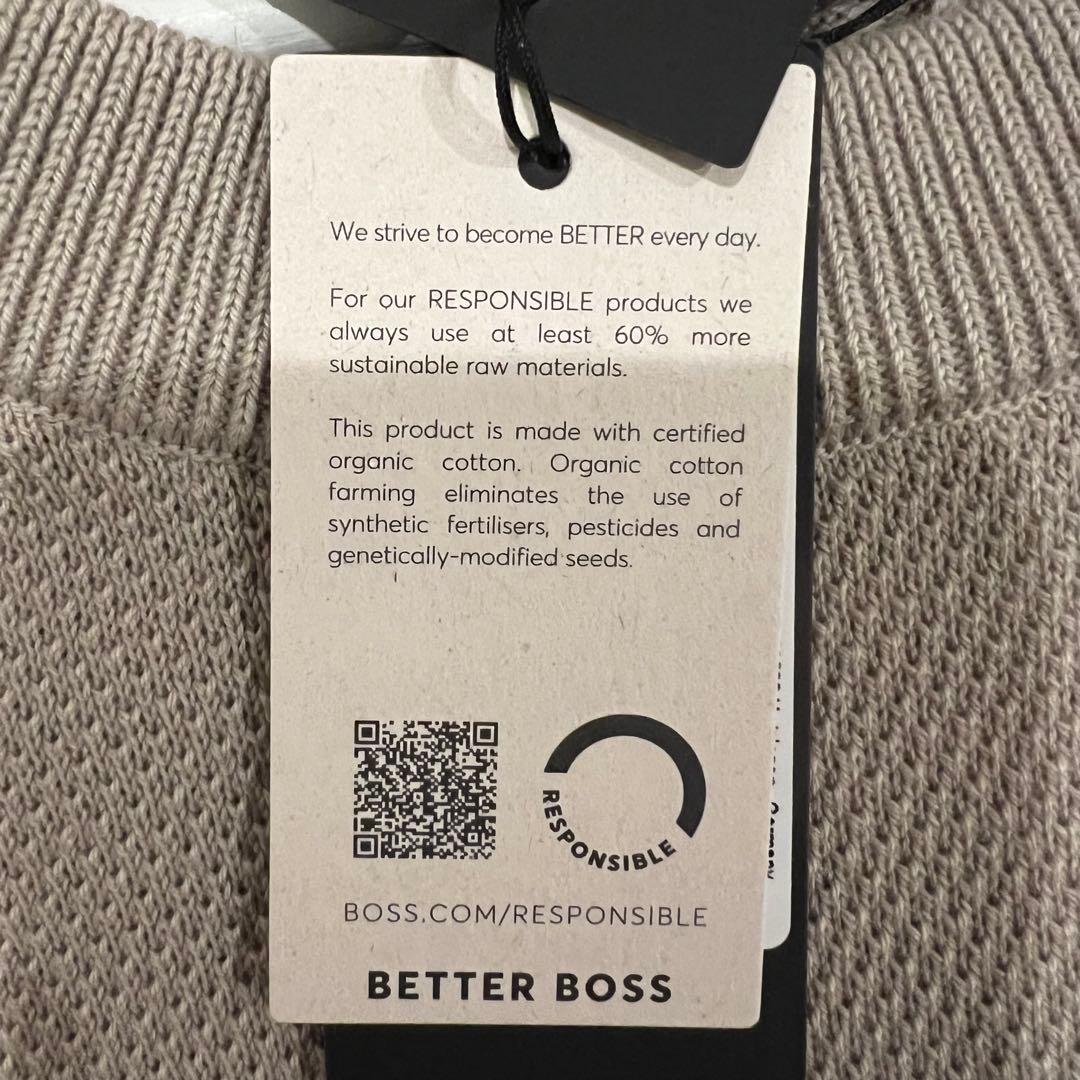 We strive to become BETTER every day.
For our RESPONSIBLE products we
always use at least 60% more
sustainable raw materials.
This product is made with certified
organic cotton. Organic cotton
farming eliminates the use of
synthetic fertilisers, pesticides and
genetically-modified seeds.
RESPONSIBLE
BOSS.COM/RESPONSIBLE
BETTER BOSS